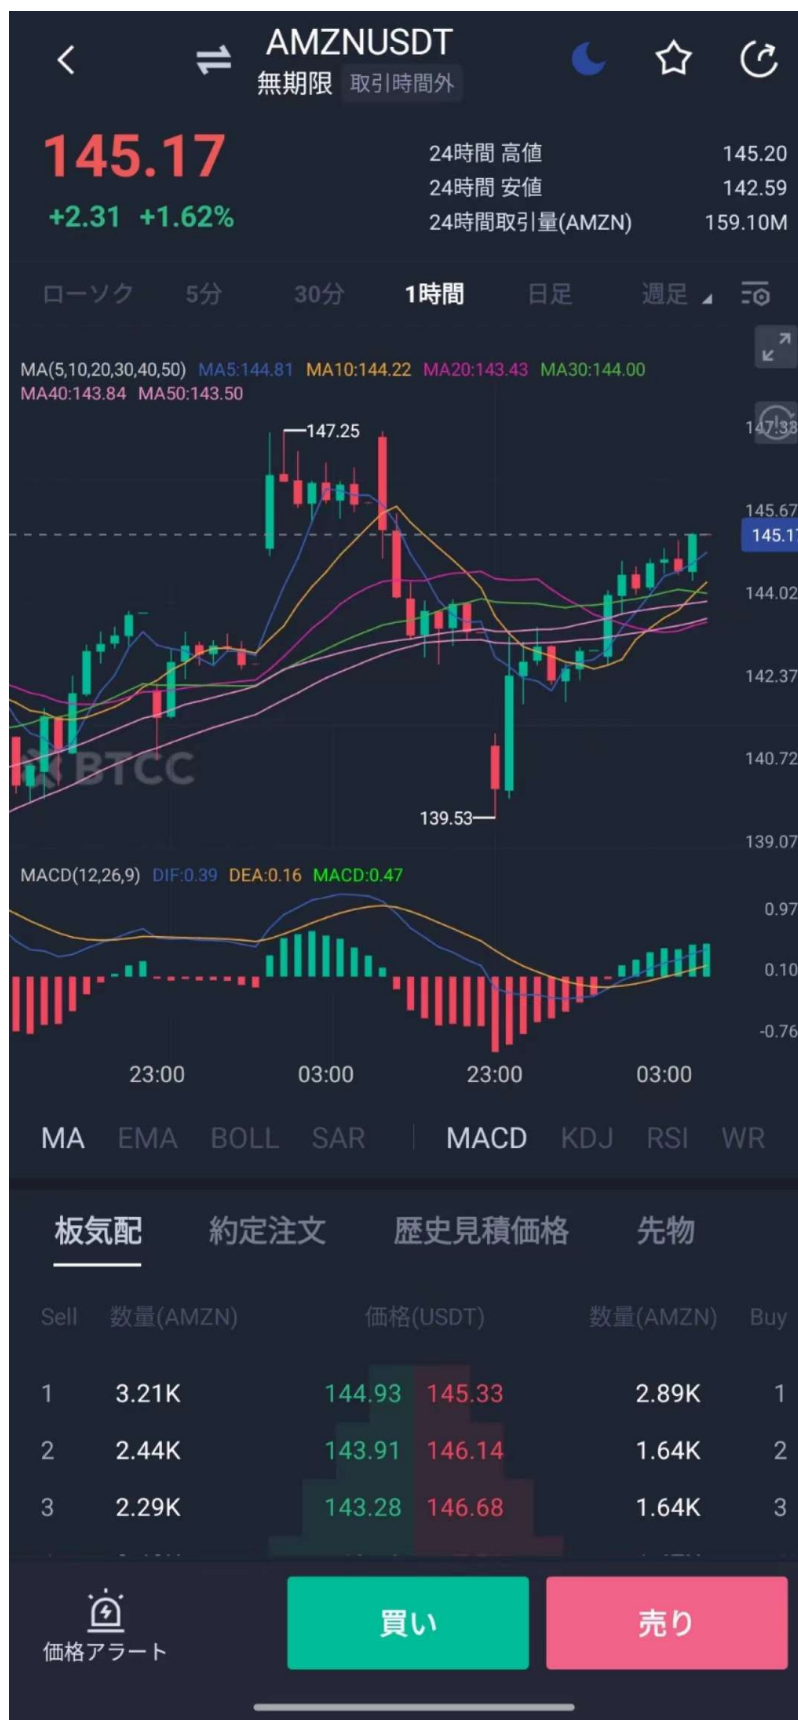 AMZNUSDT
無期限 取引時間外
145.17
+2.31 +1.62%
24時間 高値 145.20
24時間 安値 142.59
24時間取引量(AMZN) 159.10M
ローソク 5分 30分 1時間 日足 週足
MA(5,10,20,30,40,50) MA5:144.81 MA10:144.22 MA20:143.43 MA30:144.00
MA40:143.84 MA50:143.50
147.33
147.25
145.67
145.17
144.02
142.37
BTCC
140.72
139.53
139.07
MACD(12,26,9) DIF:0.39 DEA:0.16 MACD:0.47
0.97
0.10
-0.76
23:00 03:00 23:00 03:00
MA EMA BOLL SAR MACD KDJ RSI WR
板気配 約定注文 歴史見積価格 先物
Sell 数量(AMZN) 価格(USDT) 数量(AMZN) Buy
1 3.21K 144.93 145.33 2.89K 1
2 2.44K 143.91 146.14 1.64K 2
3 2.29K 143.28 146.68 1.64K 3
価格アラート 買い 売り